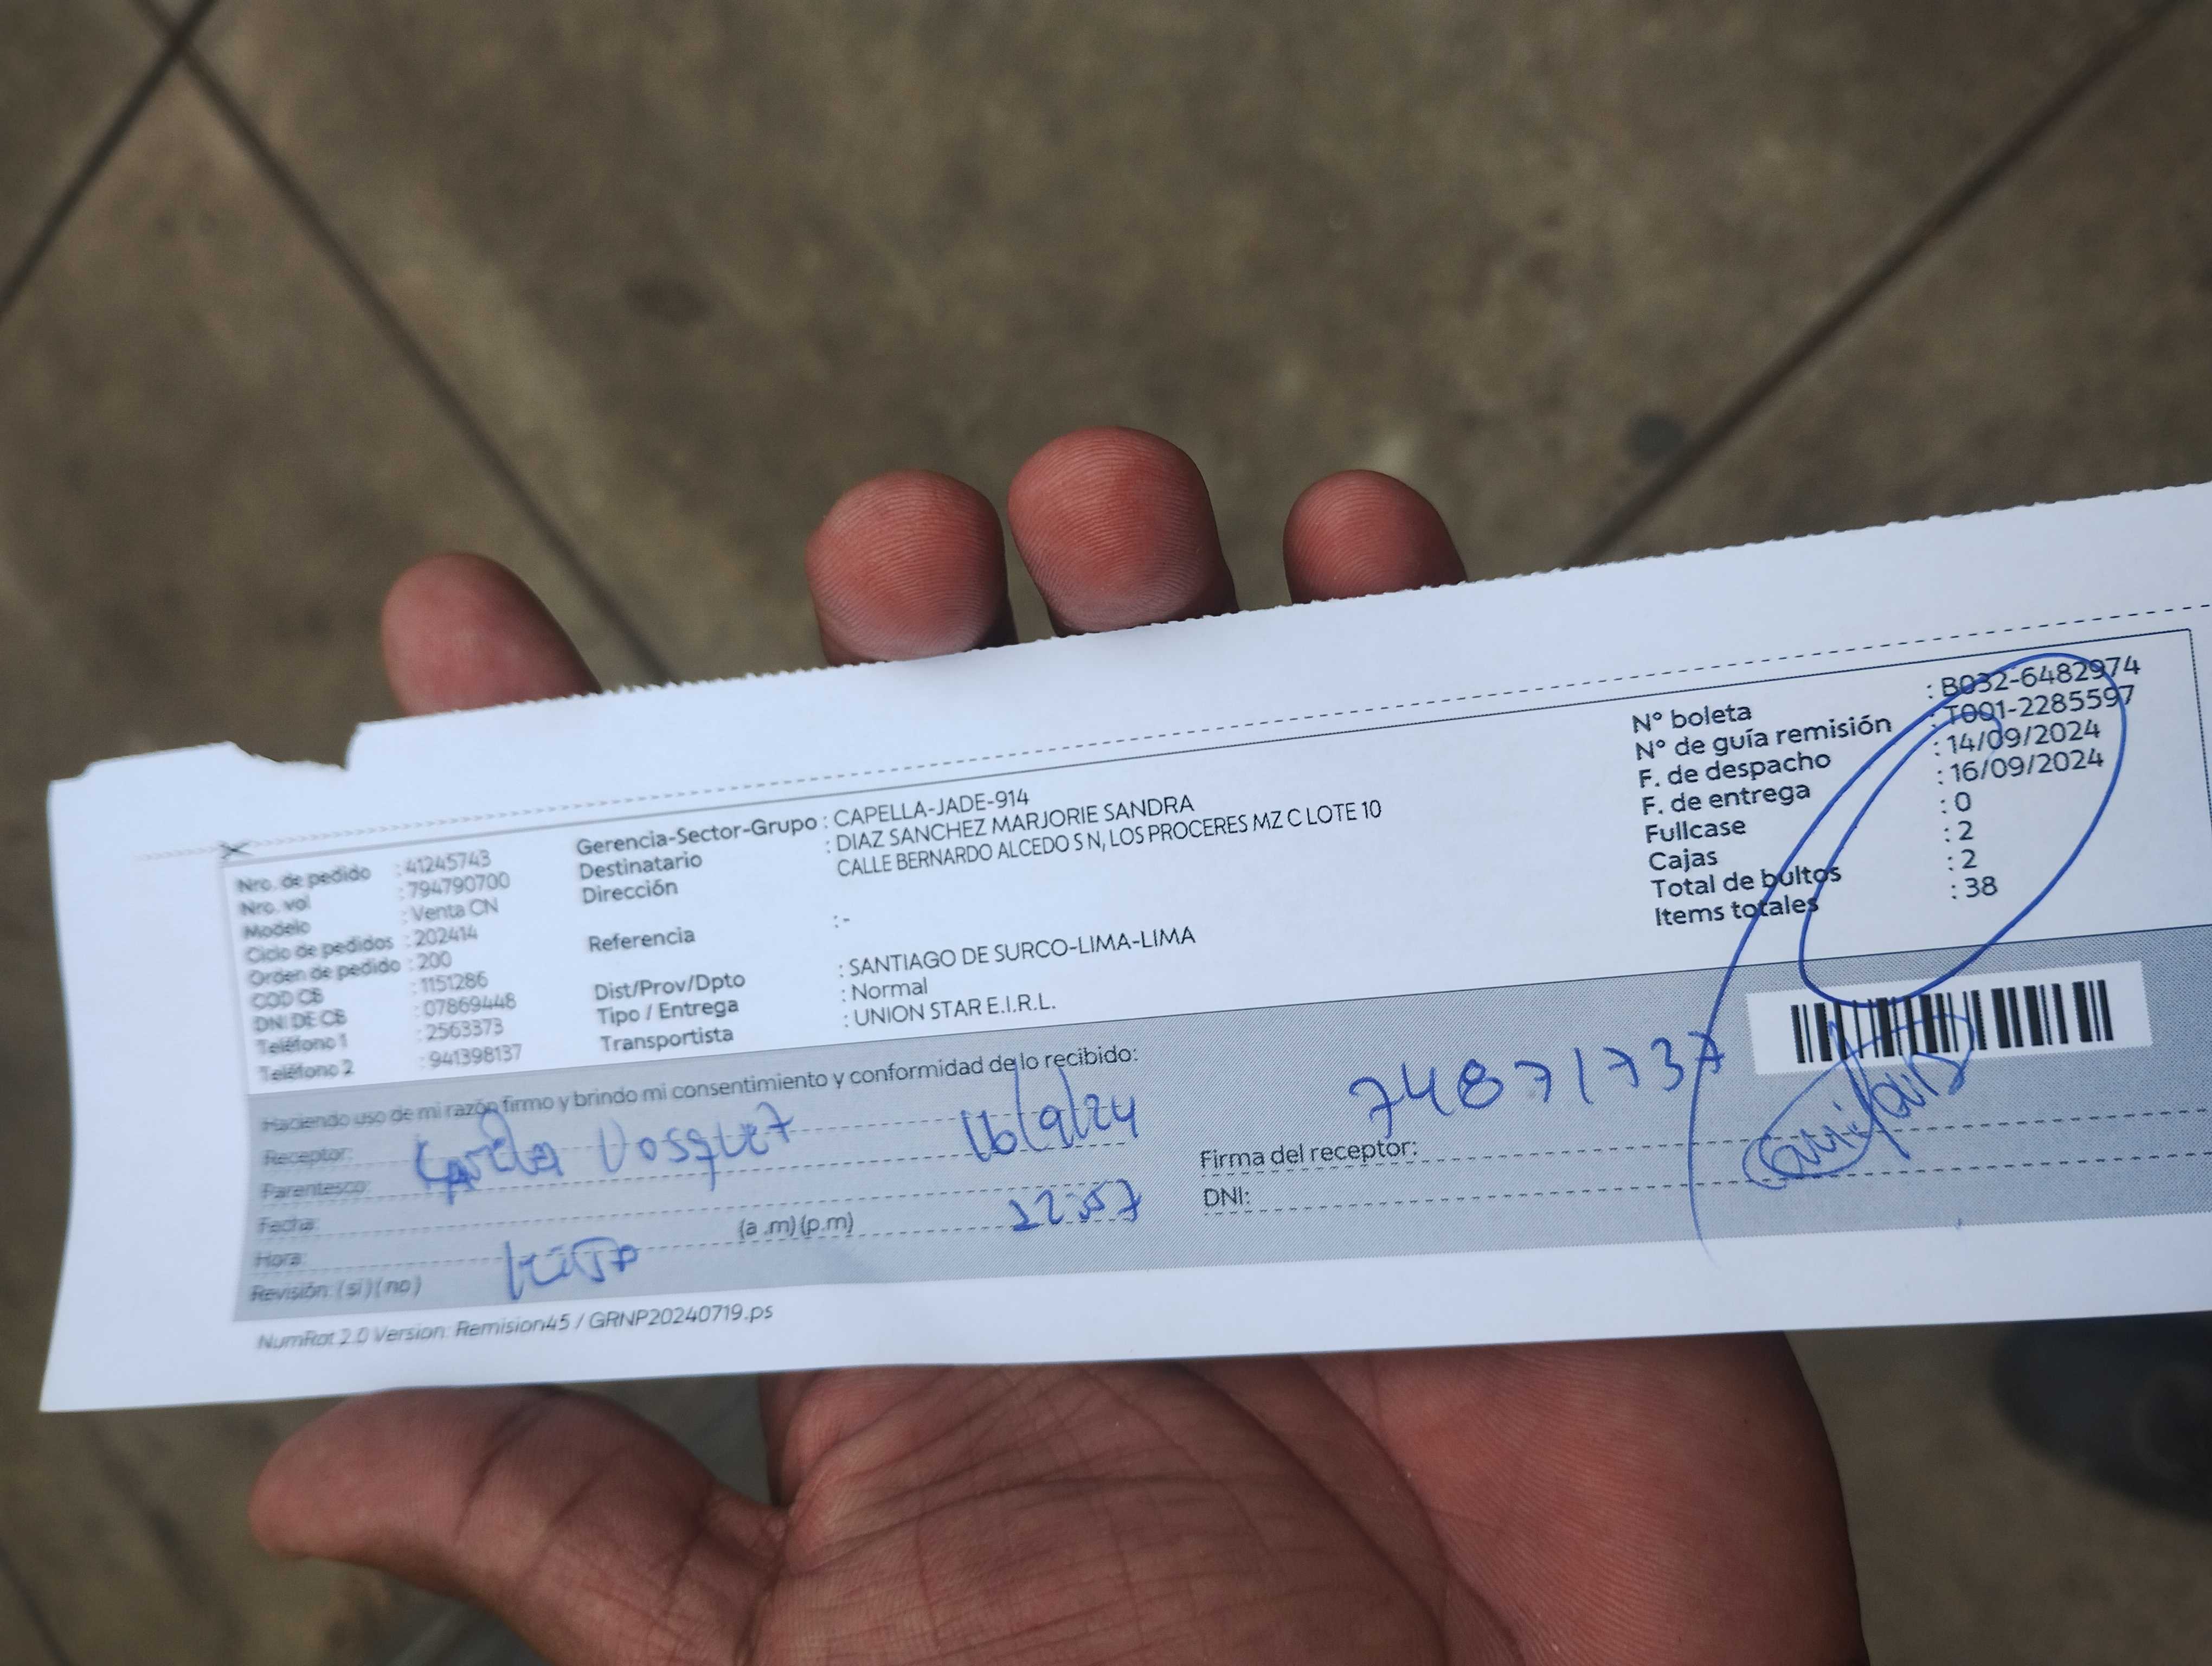 Nro. de pedido : 41245743
Nro. vol : 794790700
Modelo : Venta CN
Ciclo de pedidos : 202414
Orden de pedido : 200
COD CB : 1151286
DNI DE CB : 07869448
Teléfono 1 : 2563373
Teléfono 2 : 941398137
Gerencia-Sector-Grupo : CAPELLA-JADE-914
Destinatario : DIAZ SANCHEZ MARJORIE SANDRA
Dirección CALLE BERNARDO ALCEDO S N, LOS PROCERES MZ C LOTE 10
Referencia :-
Dist/Prov/Dpto : SANTIAGO DE SURCO-LIMA-LIMA
Tipo / Entrega : Normal
Transportista : UNION STAR E.I.R.L.
N° boleta : B032-6482974
N° de guía remisión : T001-2285597
F. de despacho : 14/09/2024
F. de entrega : 16/09/2024
Fullcase : 0
Cajas : 2
Total de bultos : 2
Items totales : 38
Haciendo uso de mi razón firmo y brindo mi consentimiento y conformidad de lo recibido:
Receptor:
Parentesco:
16/9/24
Fecha:
Hora: (a .m) (p.m)
Revisión: (si) (no)
74871737
Firma del receptor:
DNI:
NumRot 2.0 Version: Remision45 / GRNP20240719.ps